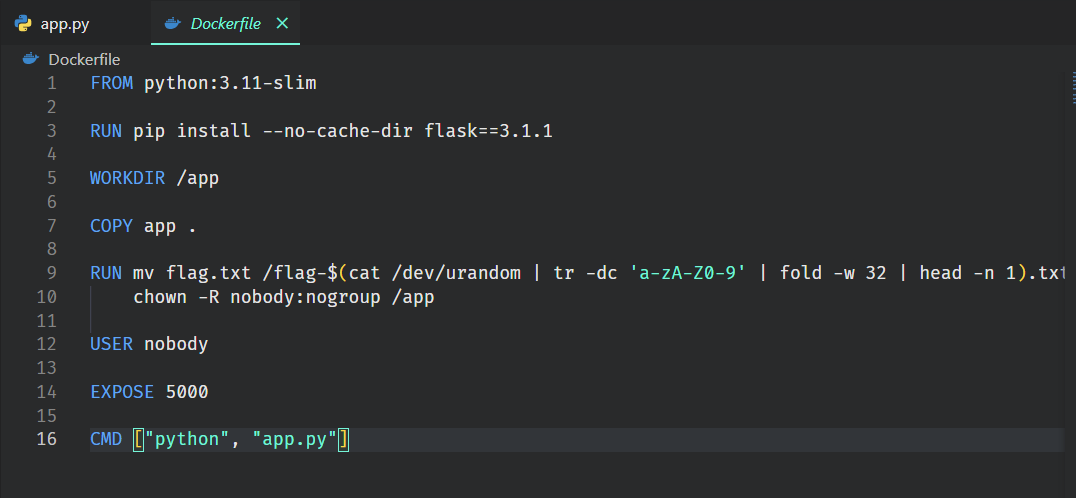 app.py
Dockerfile
Dockerfile
1 FROM python:3.11-slim
2
3 RUN pip install --no-cache-dir flask==3.1.1
4
5 WORKDIR /app
6
7 COPY app .
8
9 RUN mv flag.txt /flag-$(cat /dev/urandom | tr -dc 'a-zA-Z0-9' | fold -w 32 | head -n 1).txt
10 chown -R nobody:nogroup /app
11
12 USER nobody
13
14 EXPOSE 5000
15
16 CMD ["python", "app.py"]